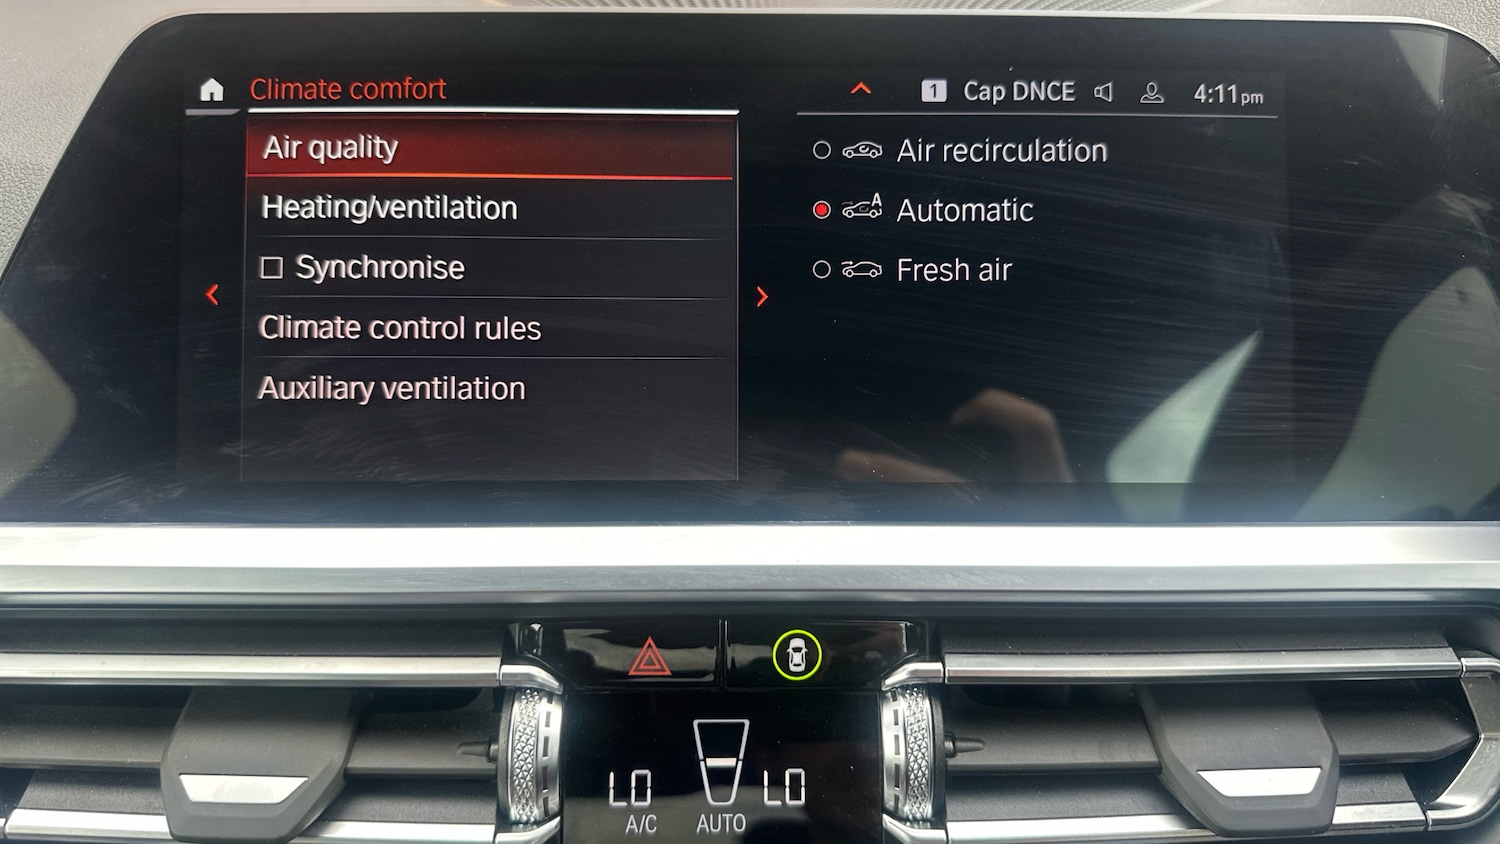 Climate comfort
1 Cap DNCE 4:11pm
Air quality
Heating/ventilation
Synchronise
Climate control rules
Auxiliary ventilation
Air recirculation
A
Automatic
Fresh air
LO LO
A/C AUTO